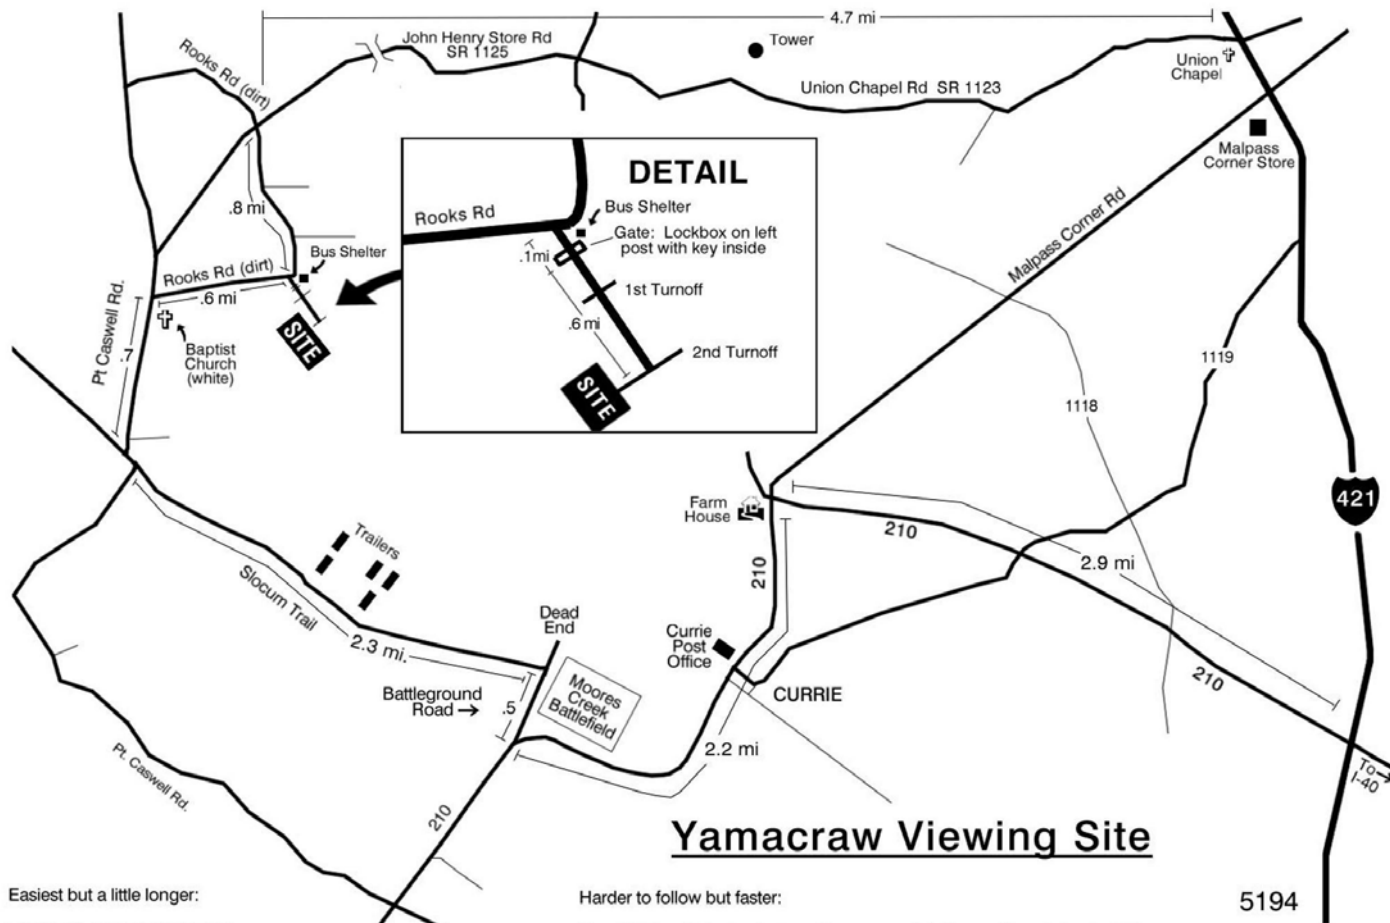 4.7 mi
John Henry Store Rd
SR 1125
Tower
Union
Chapel
Rooks Rd (dirt)
Union Chapel Rd SR 1123
Malpass
Corner Store
DETAIL
Rooks Rd
Bus Shelter
Gate: Lockbox on left
post with key inside
.1mi
1st Turnoff
.6 mi
2nd Turnoff
SITE
.8 mi
Bus Shelter
Rooks Rd (dirt)
.6 mi
SITE
Baptist
Church
(white)
Pt Caswell Rd.
.7
Malpass Corner Rd
1119
1118
421
Farm
House
210
2.9 mi
210
Trailers
Slocum Trail
2.3 mi.
Dead
End
Currie
Post
Office
CURRIE
210
Battleground
Road
.5
Moores
Creek
Battlefield
2.2 mi
To
I-40
Pt. Caswell Rd.
210
Yamacraw Viewing Site
Easiest but a little longer:
Harder to follow but faster:
5194